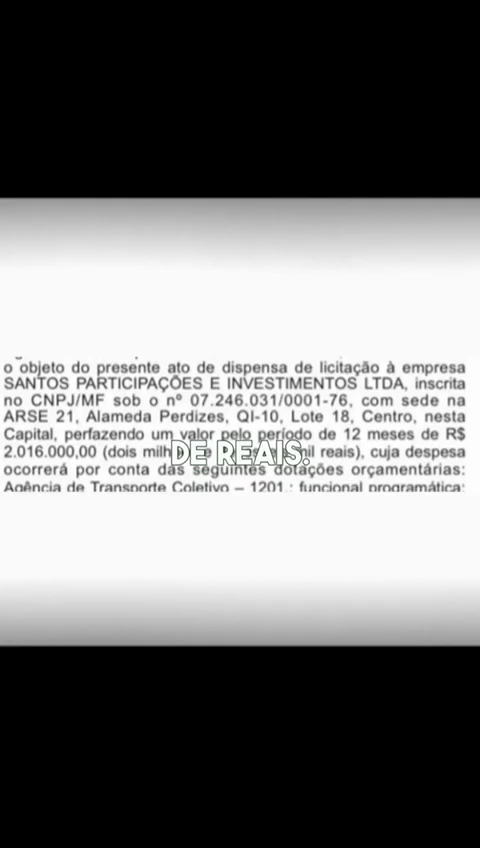 o objeto do presente ato de dispensa de licitação à empresa
SANTOS PARTICIPAÇÕES E INVESTIMENTOS LTDA, inscrita
no CNPJ/MF sob o nº 07.246.031/0001-76, com sede na
ARSE 21, Alameda Perdizes, QI-10, Lote 18, Centro, nesta
Capital, perfazendo um valor pelo período de 12 meses de R$
2.016.000,00 (dois mil reais), cuja despesa
DE REAIS.
ocorrerá por conta das seguintes dotações orçamentárias:
Agência de Transporte Coletivo – 1201.: funcional programática: